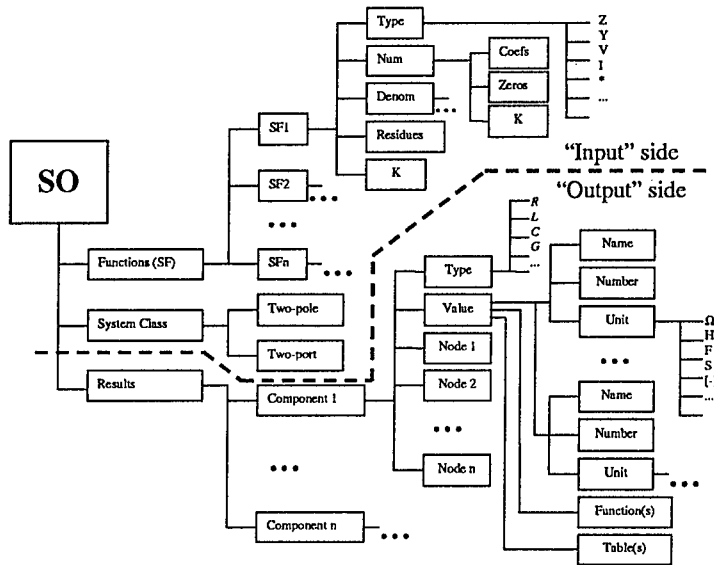 Type
Num
Denom
...
Residues
K
Coefs
Zeros
K
Z
Y
V
I
*
...
SF1
SF2
...
...
SFn
...
SO
"Input" side
"Output" side
Functions (SF)
System Class
Two-pole
Two-port
Results
Component 1
...
Component n
...
Type
Value
Node 1
Node 2
...
Node n
R
L
C
G
...
Name
Number
Unit
...
Name
Number
Unit
...
Function(s)
Table(s)
Ω
H
F
S
[-
...